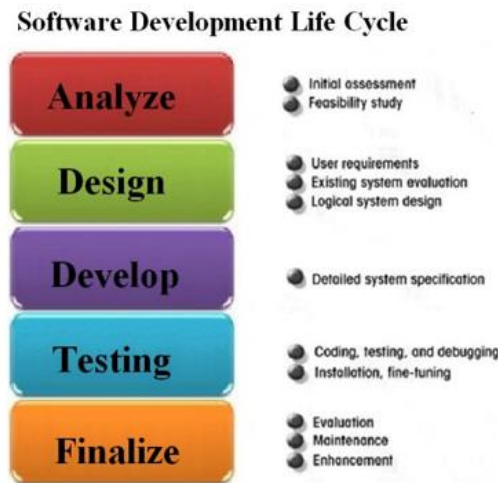 Software Development Life Cycle
Analyze
Initial assessment
Feasibility study
Design
User requirements
Existing system evaluation
Logical system design
Develop
Detailed system specification
Testing
Coding, testing, and debugging
Installation, fine-tuning
Finalize
Evaluation
Maintenance
Enhancement